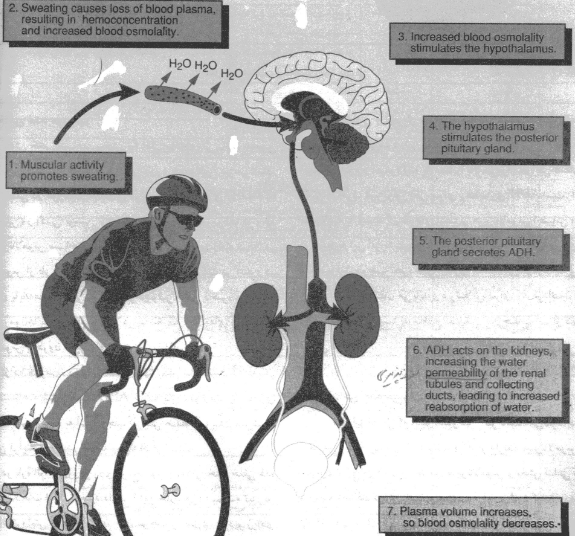 2. Sweating causes loss of blood plasma,
resulting in hemoconcentration
and increased blood osmolality.
H₂O H₂O H₂O
1. Muscular activity
promotes sweating.
3. Increased blood osmolality
stimulates the hypothalamus.
4. The hypothalamus
stimulates the posterior
pituitary gland.
5. The posterior pituitary
gland secretes ADH.
6. ADH acts on the kidneys,
increasing the water
permeability of the renal
tubules and collecting
ducts, leading to increased
reabsorption of water.
7. Plasma volume increases,
so blood osmolality decreases.